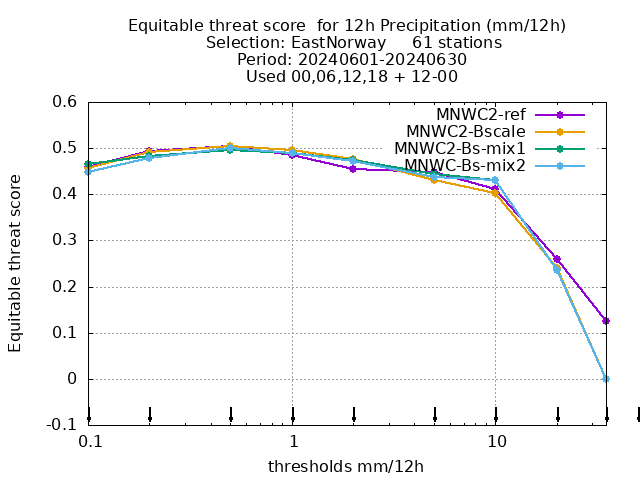 Equitable threat score  for 12h Precipitation (mm/12h)
Selection: EastNorway     61 stations
Period: 20240601-20240630
Used 00,06,12,18 + 12-00
MNWC2-ref
MNWC2-Bscale
MNWC2-Bs-mix1
MNWC-Bs-mix2
Equitable threat score
0.6
0.5
0.4
0.3
0.2
0.1
0
-0.1
0.1 1 10
thresholds mm/12h